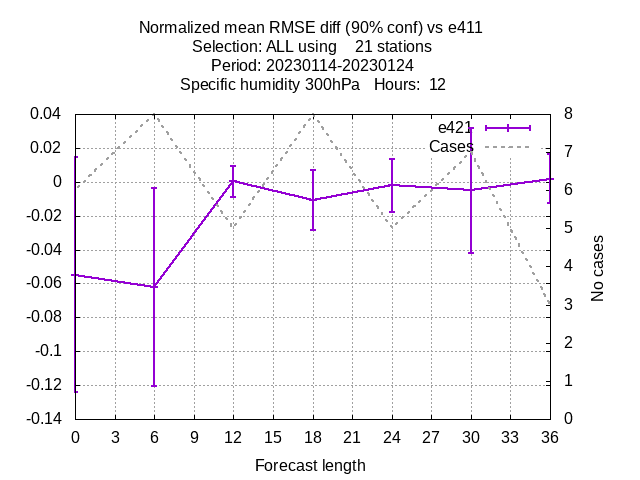 Normalized mean RMSE diff (90% conf) vs e411
Selection: ALL using    21 stations
Period: 20230114-20230124
Specific humidity 300hPa   Hours:  12
0.04
0.02
0
-0.02
-0.04
-0.06
-0.08
-0.1
-0.12
-0.14
e421
Cases
8
7
6
5
4
3
2
1
0
No cases
0 3 6 9 12 15 18 21 24 27 30 33 36
Forecast length